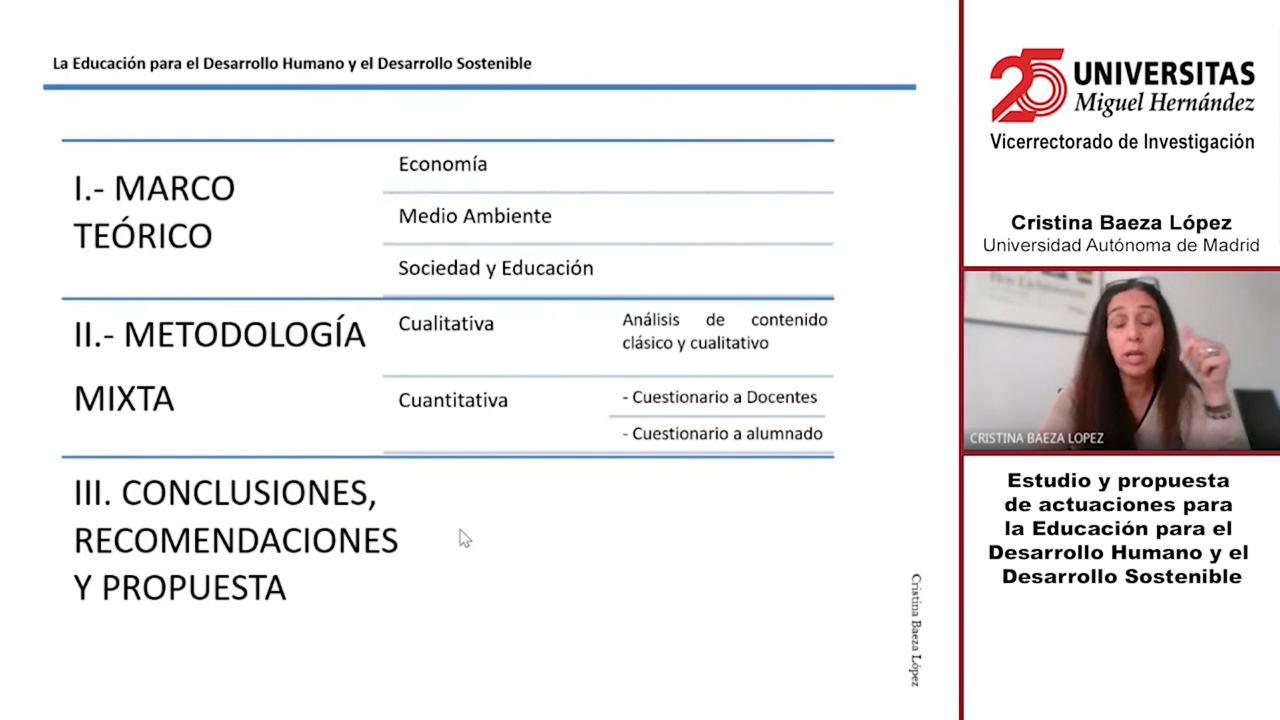 La Educación para el Desarrollo Humano y el Desarrollo Sostenible
I.- MARCO
TEÓRICO
Economía
Medio Ambiente
Sociedad y Educación
II.- METODOLOGÍA
MIXTA
Cualitativa
Análisis de contenido
clásico y cualitativo
Cuantitativa
- Cuestionario a Docentes
- Cuestionario a alumnado
III. CONCLUSIONES,
RECOMENDACIONES
Y PROPUESTA
Cristina Baeza López
25 UNIVERSITAS
Miguel Hernández
Vicerrectorado de Investigación
Cristina Baeza López
Universidad Autónoma de Madrid
CRISTINA BAEZA LOPEZ
Estudio y propuesta
de actuaciones para
la Educación para el
Desarrollo Humano y el
Desarrollo Sostenible